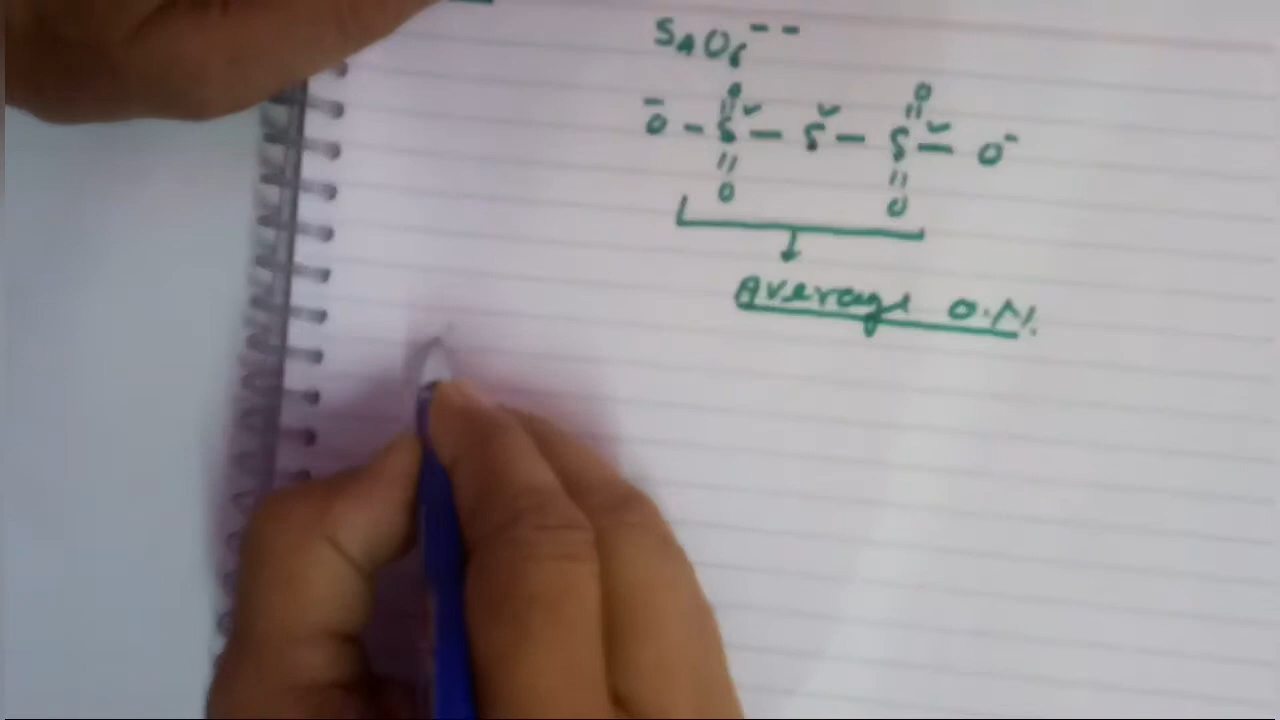 S4O6--
O O
-O - S - S - S - O-
O O
Average O.N.